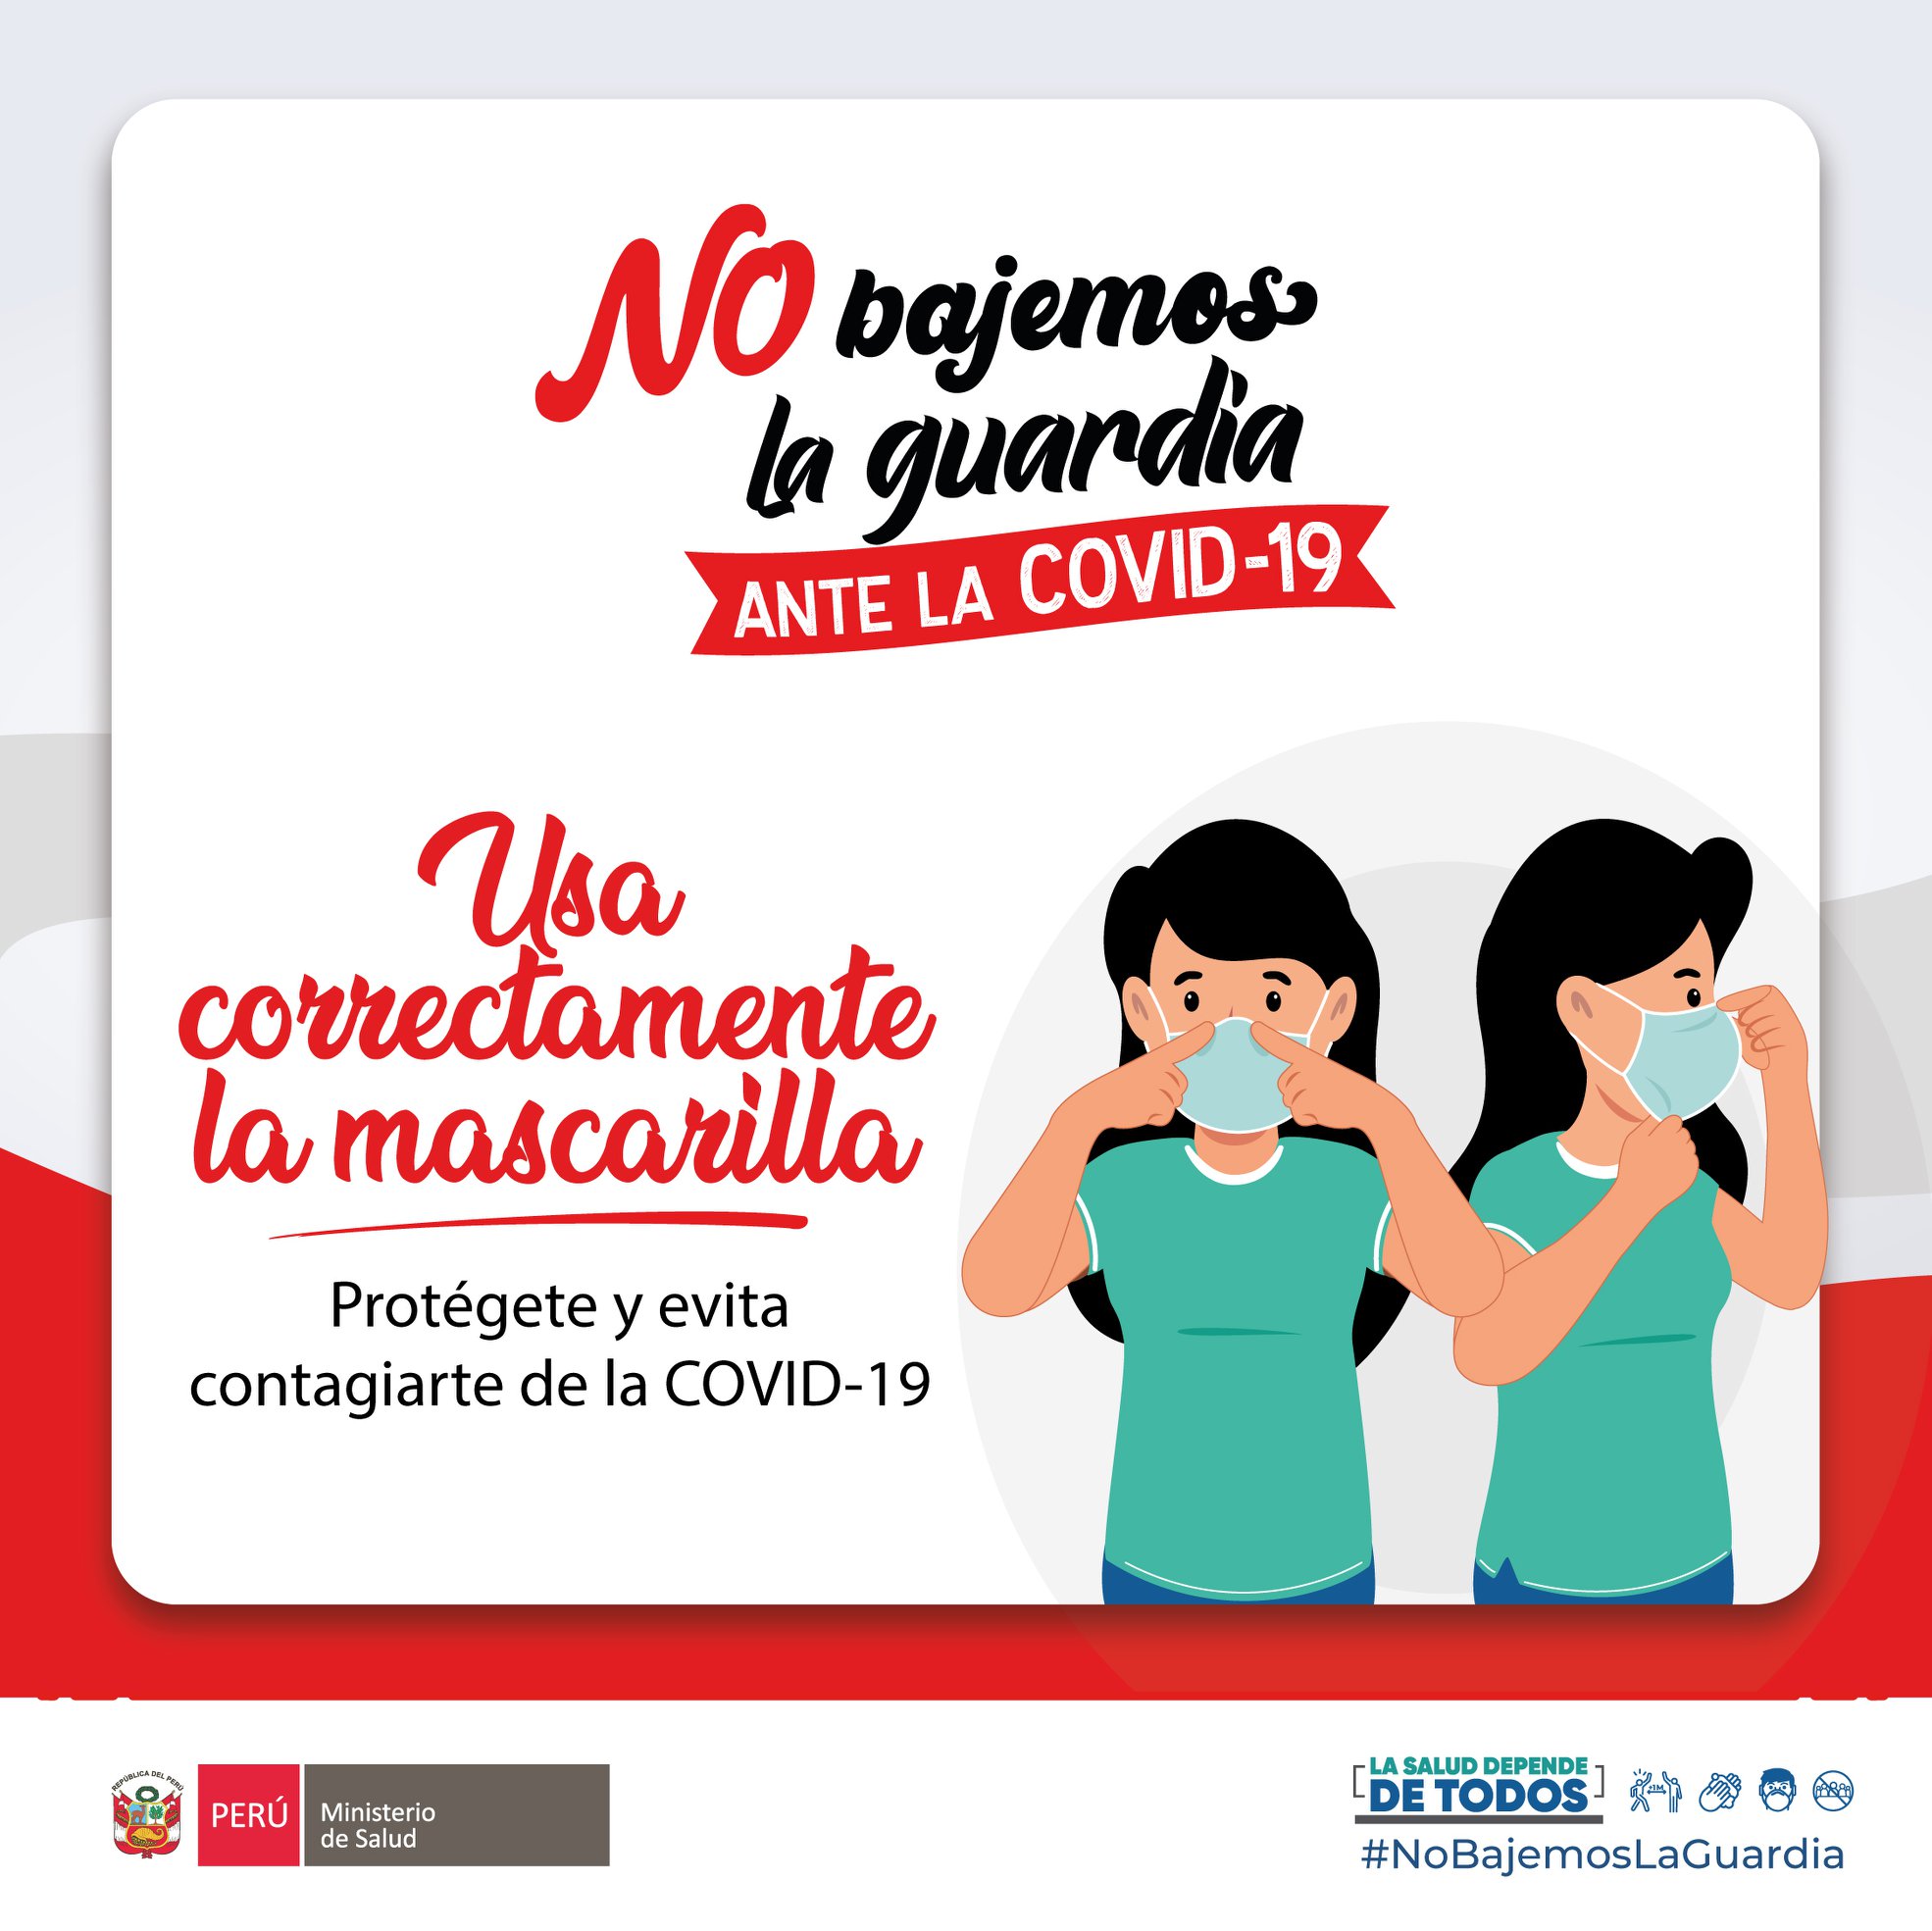 NO bajemos
la guardia
ANTE LA COVID-19
Usa
correctamente
la mascarilla
Protégete y evita
contagiarte de la COVID-19
REPÚBLICA DEL PERÚ
PERÚ
Ministerio
de Salud
LA SALUD DEPENDE
DE TODOS
+1M
#NoBajemosLaGuardia